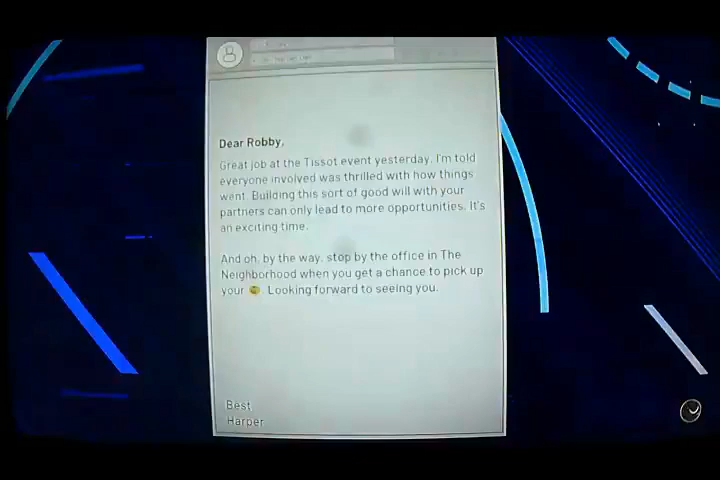 Dear Robby,
Great job at the Tissot event yesterday. I'm told
everyone involved was thrilled with how things
went. Building this sort of good will with your
partners can only lead to more opportunities. It's
an exciting time.
And oh, by the way, stop by the office in The
Neighborhood when you get a chance to pick up
your 🪙. Looking forward to seeing you.
Best,
Harper